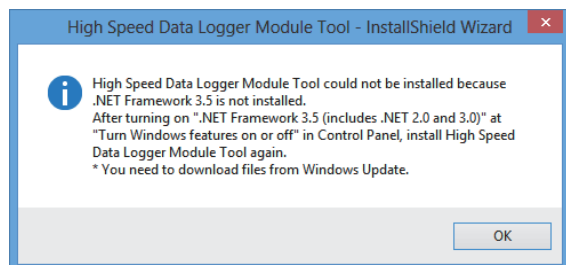 High Speed Data Logger Module Tool - InstallShield Wizard
High Speed Data Logger Module Tool could not be installed because
.NET Framework 3.5 is not installed.
After turning on ".NET Framework 3.5 (includes .NET 2.0 and 3.0)" at
"Turn Windows features on or off" in Control Panel, install High Speed
Data Logger Module Tool again.
* You need to download files from Windows Update.
OK